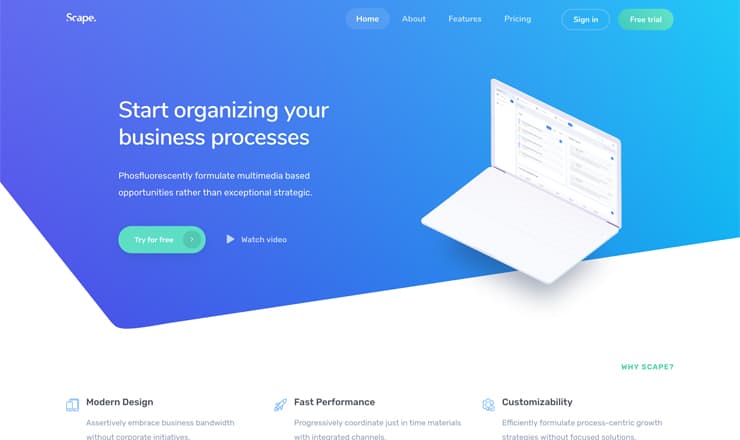 Scape.
Home
About
Features
Pricing
Sign in
Free trial
Start organizing your
business processes
Phosfluorescently formulate multimedia based
opportunities rather than exceptional strategic.
Try for free
Watch video
WHY SCAPE?
Modern Design
Assertively embrace business bandwidth
without corporate initiatives.
Fast Performance
Progressively coordinate just in time materials
with integrated channels.
Customizability
Efficiently formulate process-centric growth
strategies without focused solutions.